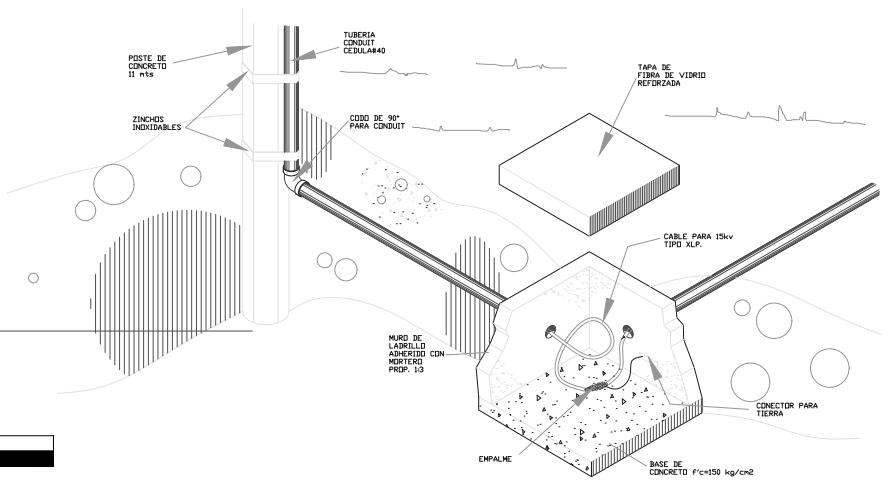 TUBERIA
CONDUIT
CEDULA#40
POSTE DE
CONCRETO
11 mts
TAPA DE
FIBRA DE VIDRIO
REFORZADA
ZINCHOS
INOXIDABLES
CODO DE 90°
PARA CONDUIT
CABLE PARA 15kv
TIPO XLP.
MURO DE
LADRILLO
ADHERIDO CON
MORTERO
PROP. 1:3
CONECTOR PARA
TIERRA
EMPALME
BASE DE
CONCRETO f'c=150 kg/cm2